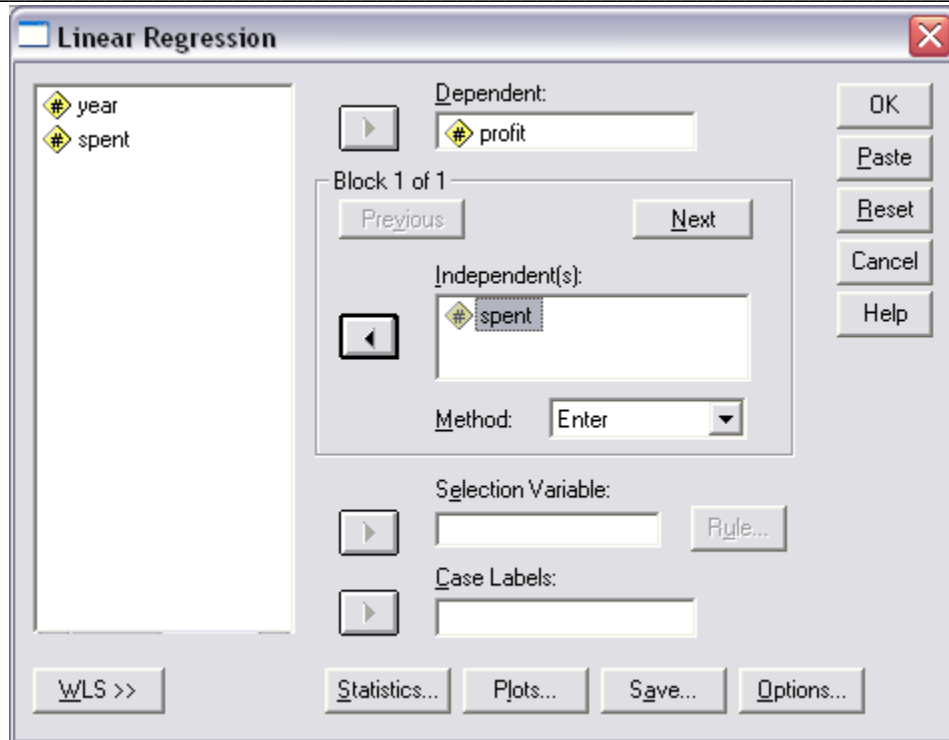 Linear Regression
year
spent
Dependent:
profit
Block 1 of 1
Previous
Next
Independent(s):
spent
Method:
Enter
Selection Variable:
Rule...
Case Labels:
OK
Paste
Reset
Cancel
Help
WLS >>
Statistics...
Plots...
Save...
Options...